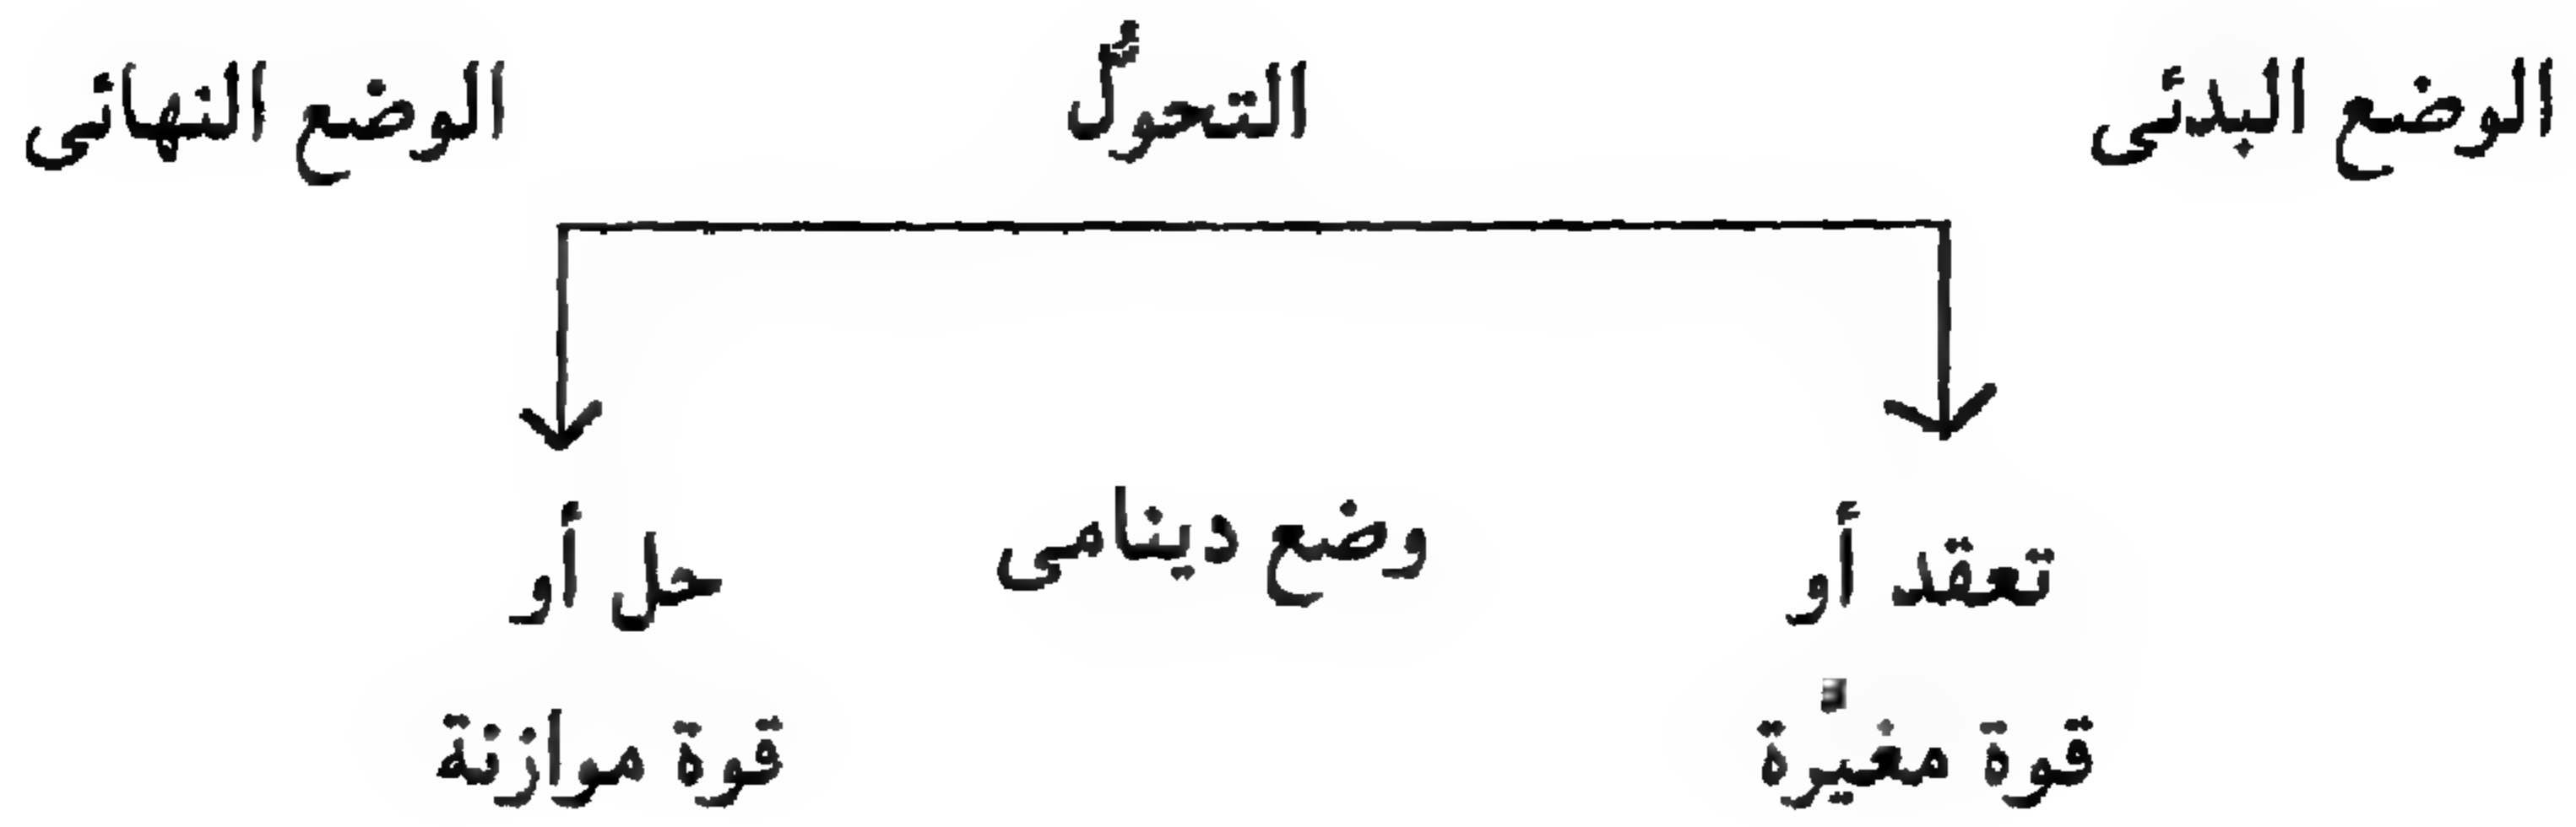 الوضع البدئى التحوُّل الوضع النهائى
تعقد أو وضع دينامى حل أو
قوة مغيِّرة قوة موازنة